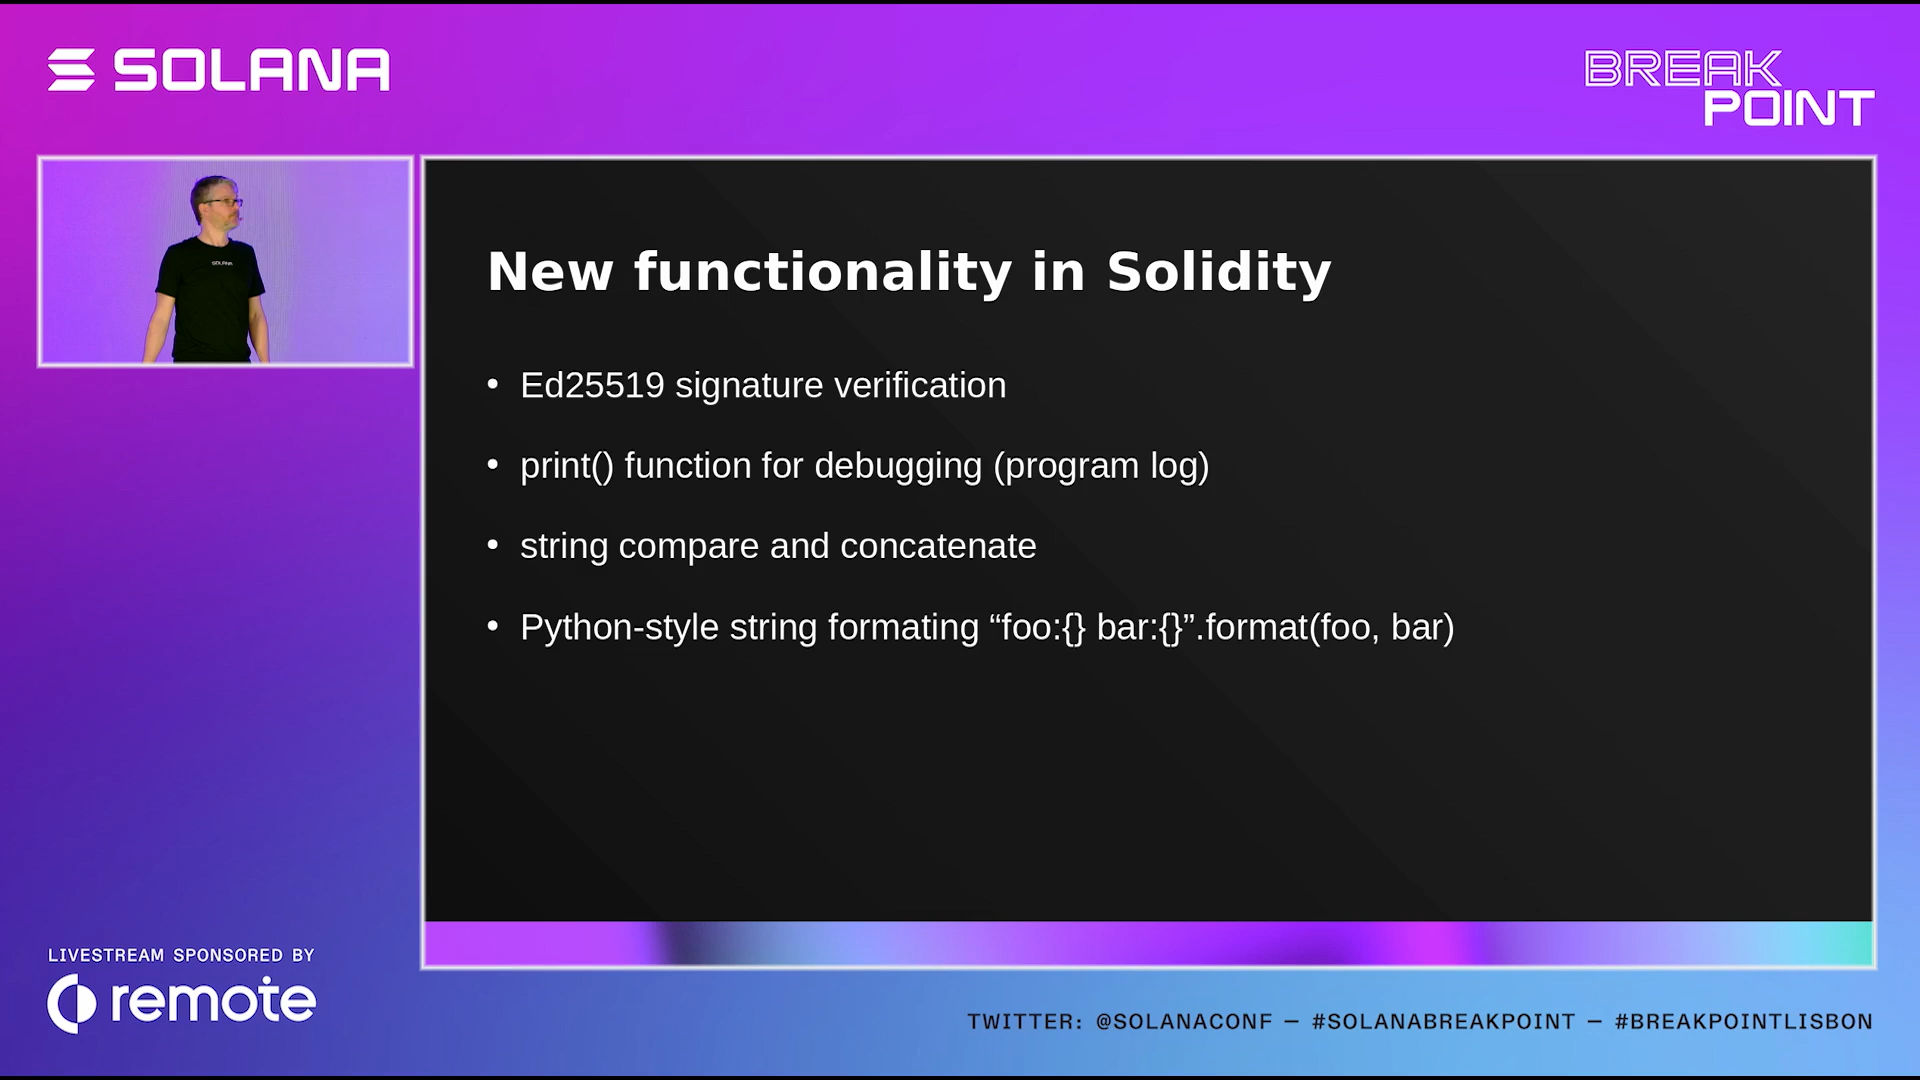 SOLANA
BREAK
POINT
SOLANA
New functionality in Solidity
• Ed25519 signature verification
• print() function for debugging (program log)
• string compare and concatenate
• Python-style string formating “foo:{} bar:{}”.format(foo, bar)
LIVESTREAM SPONSORED BY
remote
TWITTER: @SOLANACONF – #SOLANABREAKPOINT – #BREAKPOINTLISBON